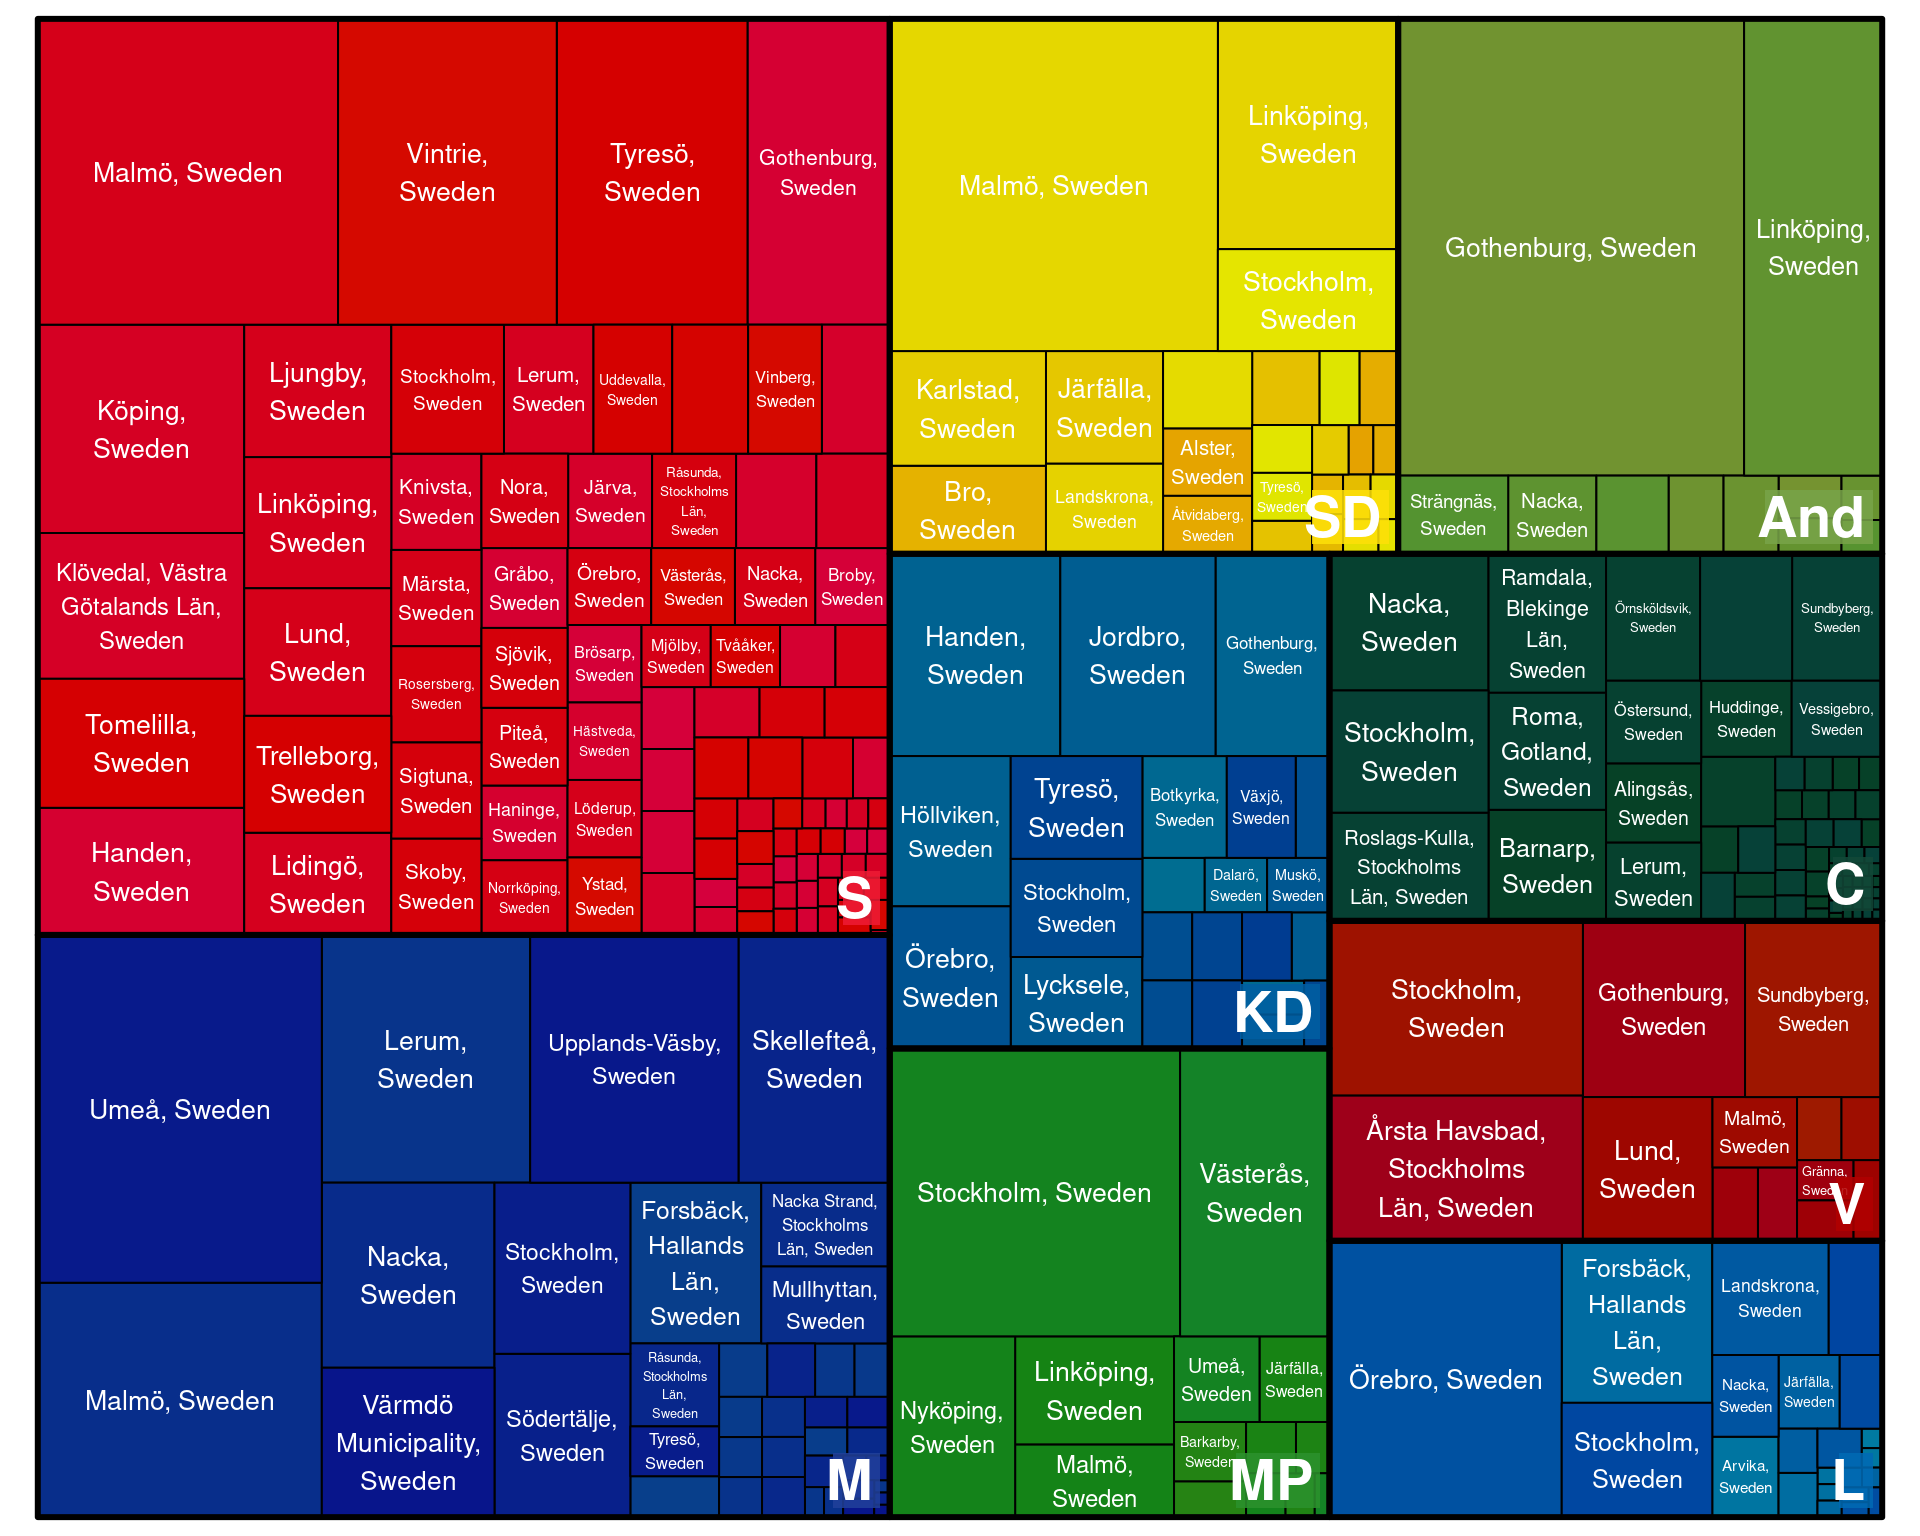 Malmö, Sweden
Vintrie,
Sweden
Tyresö,
Sweden
Gothenburg,
Sweden
Köping,
Sweden
Klövedal, Västra
Götalands Län,
Sweden
Tomelilla,
Sweden
Handen,
Sweden
Ljungby,
Sweden
Linköping,
Sweden
Lund,
Sweden
Trelleborg,
Sweden
Lidingö,
Sweden
Stockholm,
Sweden
Lerum,
Sweden
Uddevalla,
Sweden
Vinberg,
Sweden
Knivsta,
Sweden
Märsta,
Sweden
Rosersberg,
Sweden
Sigtuna,
Sweden
Skoby,
Sweden
Nora,
Sweden
Järva,
Sweden
Råsunda,
Stockholms
Län,
Sweden
Gråbo,
Sweden
Sjövik,
Sweden
Piteå,
Sweden
Haninge,
Sweden
Norrköping,
Sweden
Örebro,
Sweden
Västerås,
Sweden
Nacka,
Sweden
Broby,
Sweden
Brösarp,
Sweden
Hästveda,
Sweden
Löderup,
Sweden
Ystad,
Sweden
Mjölby,
Sweden
Tvååker,
Sweden
S
Umeå, Sweden
Malmö, Sweden
Lerum,
Sweden
Upplands-Väsby,
Sweden
Skellefteå,
Sweden
Nacka,
Sweden
Värmdö
Municipality,
Sweden
Stockholm,
Sweden
Södertälje,
Sweden
Forsbäck,
Hallands
Län,
Sweden
Nacka Strand,
Stockholms
Län, Sweden
Mullhyttan,
Sweden
Råsunda,
Stockholms
Län,
Sweden
Tyresö,
Sweden
M
Malmö, Sweden
Linköping,
Sweden
Stockholm,
Sweden
Karlstad,
Sweden
Bro,
Sweden
Järfälla,
Sweden
Landskrona,
Sweden
Alster,
Sweden
Åtvidaberg,
Sweden
Tyresö,
Sweden
SD
Gothenburg, Sweden
Linköping,
Sweden
Strängnäs,
Sweden
Nacka,
Sweden
And
Handen,
Sweden
Jordbro,
Sweden
Gothenburg,
Sweden
Höllviken,
Sweden
Örebro,
Sweden
Tyresö,
Sweden
Stockholm,
Sweden
Lycksele,
Sweden
Botkyrka,
Sweden
Växjö,
Sweden
Dalarö,
Sweden
Muskö,
Sweden
KD
Nacka,
Sweden
Stockholm,
Sweden
Roslags-Kulla,
Stockholms
Län, Sweden
Ramdala,
Blekinge
Län,
Sweden
Roma,
Gotland,
Sweden
Barnarp,
Sweden
Örnsköldsvik,
Sweden
Sundbyberg,
Sweden
Östersund,
Sweden
Huddinge,
Sweden
Vessigebro,
Sweden
Alingsås,
Sweden
Lerum,
Sweden
C
Stockholm, Sweden
Västerås,
Sweden
Nyköping,
Sweden
Linköping,
Sweden
Malmö,
Sweden
Umeå,
Sweden
Järfälla,
Sweden
Barkarby,
Sweden
MP
Stockholm,
Sweden
Gothenburg,
Sweden
Sundbyberg,
Sweden
Årsta Havsbad,
Stockholms
Län, Sweden
Lund,
Sweden
Malmö,
Sweden
Gränna,
Sweden
V
Örebro, Sweden
Forsbäck,
Hallands
Län,
Sweden
Stockholm,
Sweden
Landskrona,
Sweden
Nacka,
Sweden
Järfälla,
Sweden
Arvika,
Sweden
L